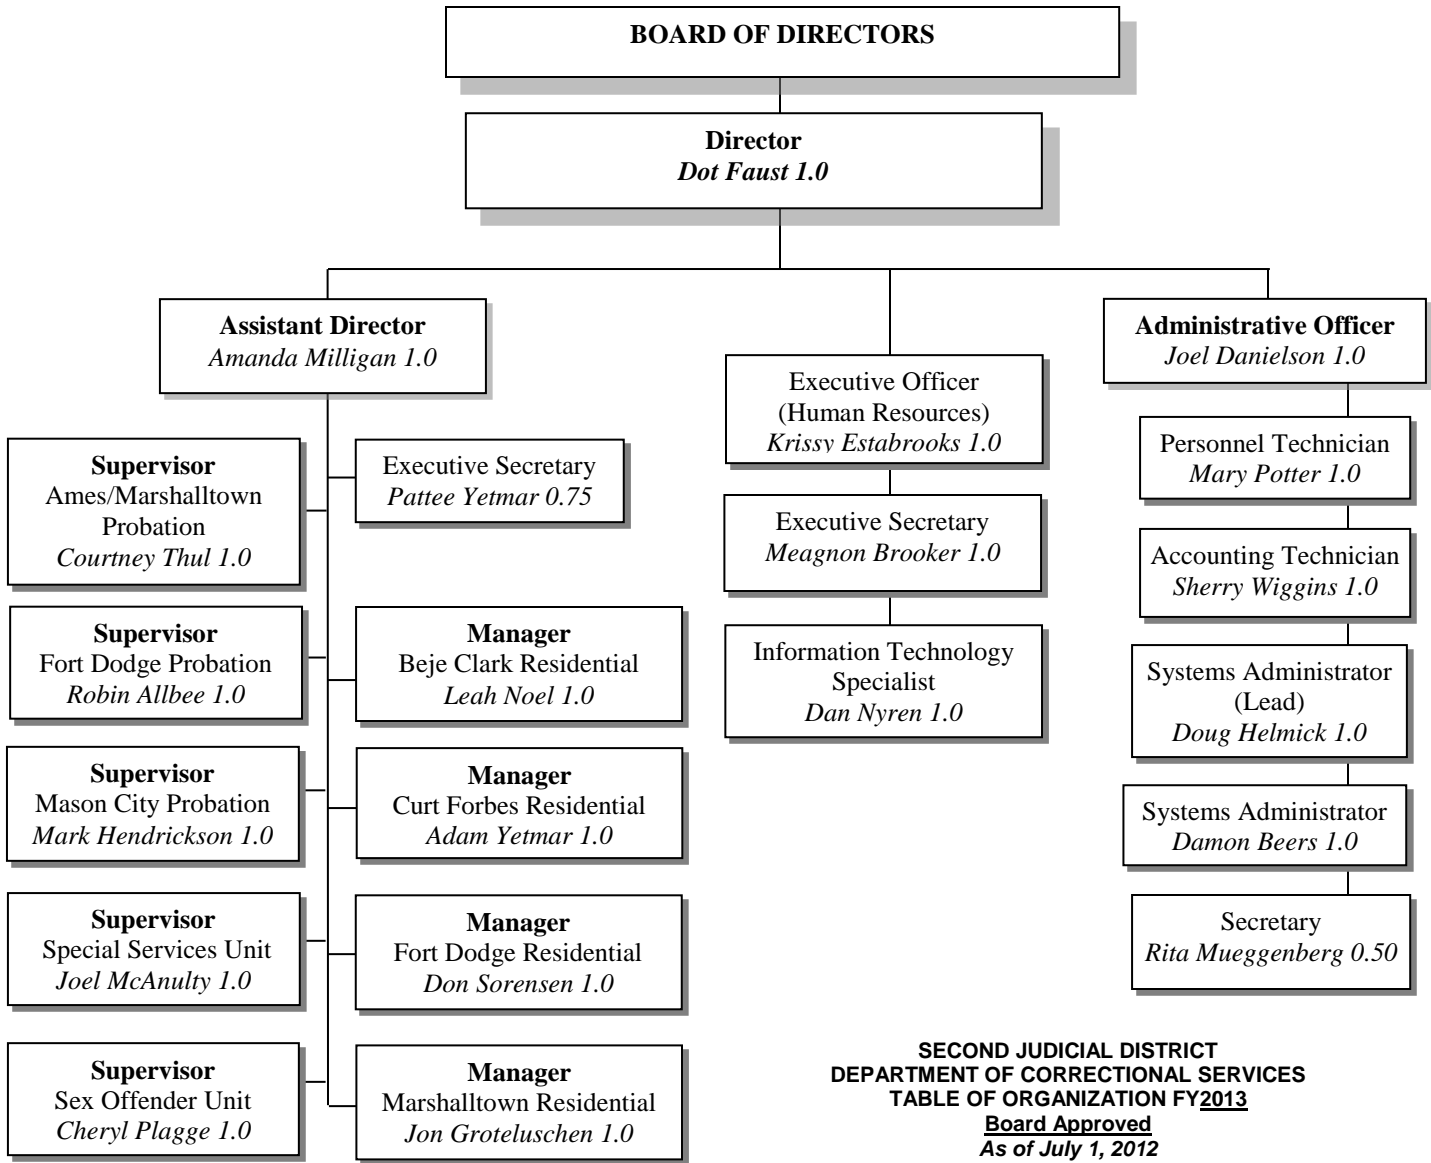 BOARD OF DIRECTORS
Director
Dot Faust 1.0
Assistant Director
Amanda Milligan 1.0
Supervisor
Ames/Marshalltown
Probation
Courtney Thul 1.0
Executive Secretary
Pattee Yetmar 0.75
Supervisor
Fort Dodge Probation
Robin Allbee 1.0
Manager
Beje Clark Residential
Leah Noel 1.0
Supervisor
Mason City Probation
Mark Hendrickson 1.0
Manager
Curt Forbes Residential
Adam Yetmar 1.0
Supervisor
Special Services Unit
Joel McAnulty 1.0
Manager
Fort Dodge Residential
Don Sorensen 1.0
Supervisor
Sex Offender Unit
Cheryl Plagge 1.0
Manager
Marshalltown Residential
Jon Groteluschen 1.0
Executive Officer
(Human Resources)
Krissy Estabrooks 1.0
Executive Secretary
Meagnon Brooker 1.0
Information Technology
Specialist
Dan Nyren 1.0
Administrative Officer
Joel Danielson 1.0
Personnel Technician
Mary Potter 1.0
Accounting Technician
Sherry Wiggins 1.0
Systems Administrator
(Lead)
Doug Helmick 1.0
Systems Administrator
Damon Beers 1.0
Secretary
Rita Mueggenberg 0.50
SECOND JUDICIAL DISTRICT
DEPARTMENT OF CORRECTIONAL SERVICES
TABLE OF ORGANIZATION FY2013
Board Approved
As of July 1, 2012